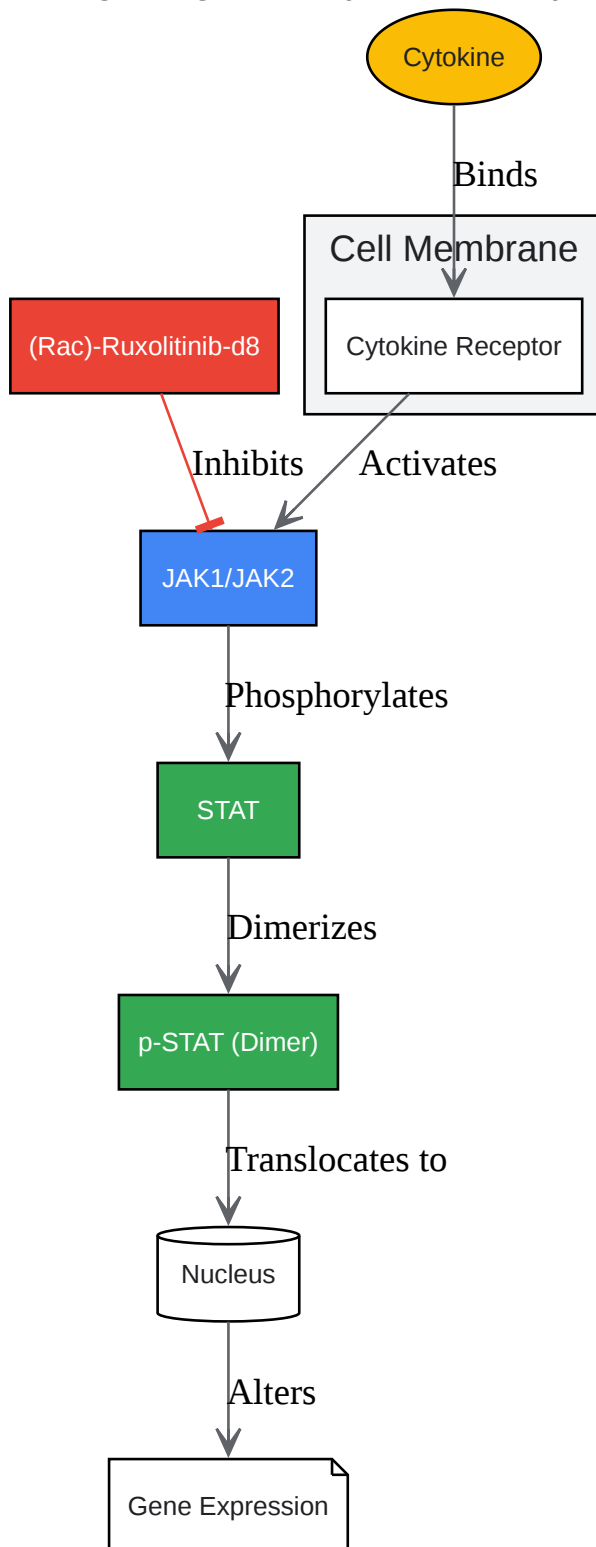 Cytokine
Binds
Cell Membrane
(Rac)-Ruxolitinib-d8
Cytokine Receptor
Inhibits
Activates
JAK1/JAK2
Phosphorylates
STAT
Dimerizes
p-STAT (Dimer)
Translocates to
Nucleus
Alters
Gene Expression